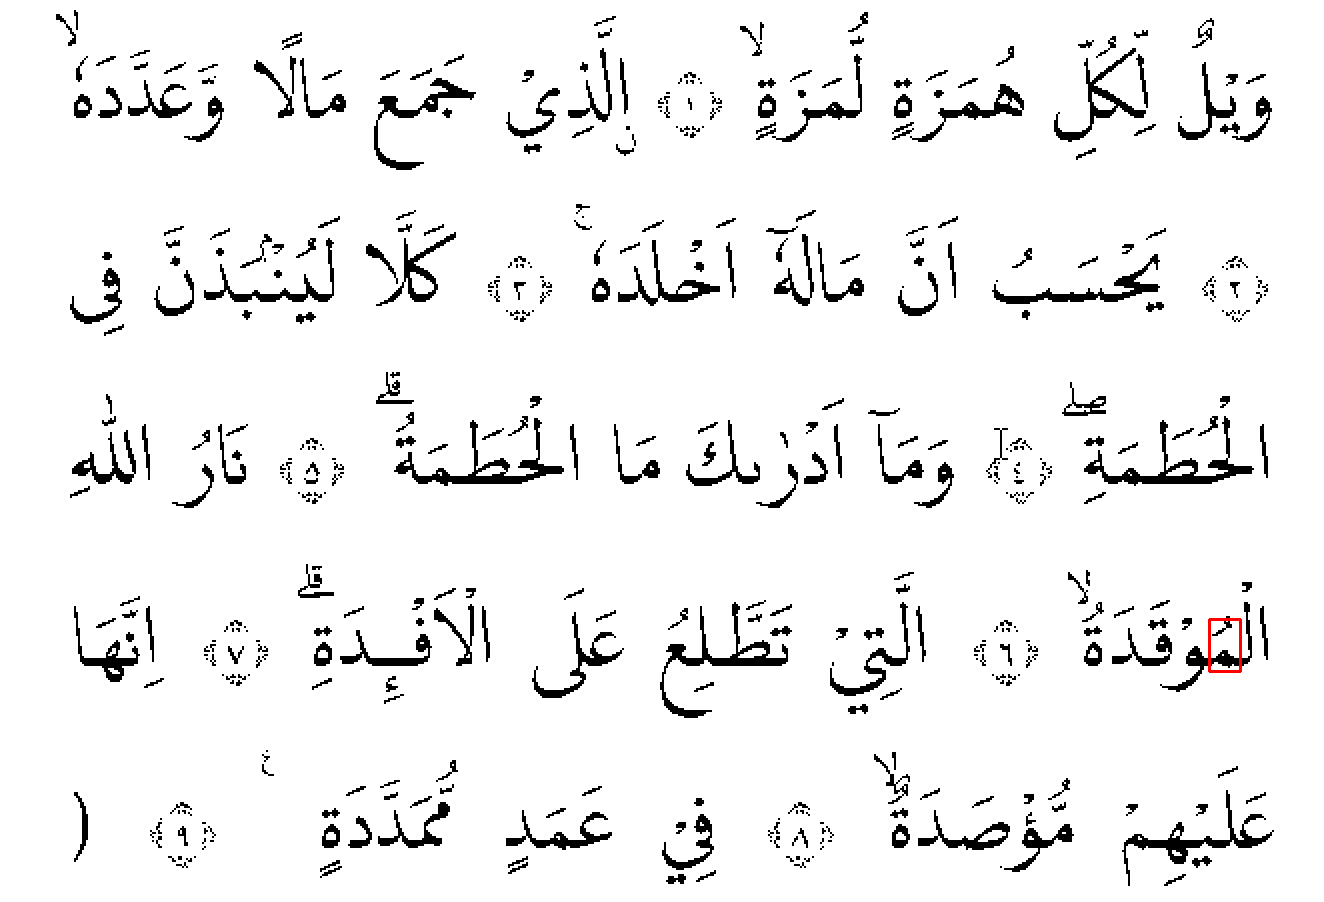 وَيْلٌ لِّكُلِّ هُمَزَةٍ لُّمَزَةٍۙ ١ ۨالَّذِيْ جَمَعَ مَالًا وَّعَدَّدَهٗۙ
٢ يَحْسَبُ اَنَّ مَالَهٗٓ اَخْلَدَهٗۚ ٣ كَلَّا لَيُنْۢبَذَنَّ فِى
الْحُطَمَةِۖ ٤ وَمَآ اَدْرٰىكَ مَا الْحُطَمَةُۗ ٥ نَارُ اللّٰهِ
الْمُوْقَدَةُۙ ٦ الَّتِيْ تَطَّلِعُ عَلَى الْاَفْـِٕدَةِۗ ٧ اِنَّهَا
عَلَيْهِمْ مُّؤْصَدَةٌۙ ٨ فِيْ عَمَدٍ مُّمَدَّدَةٍ ࣖ ٩ (